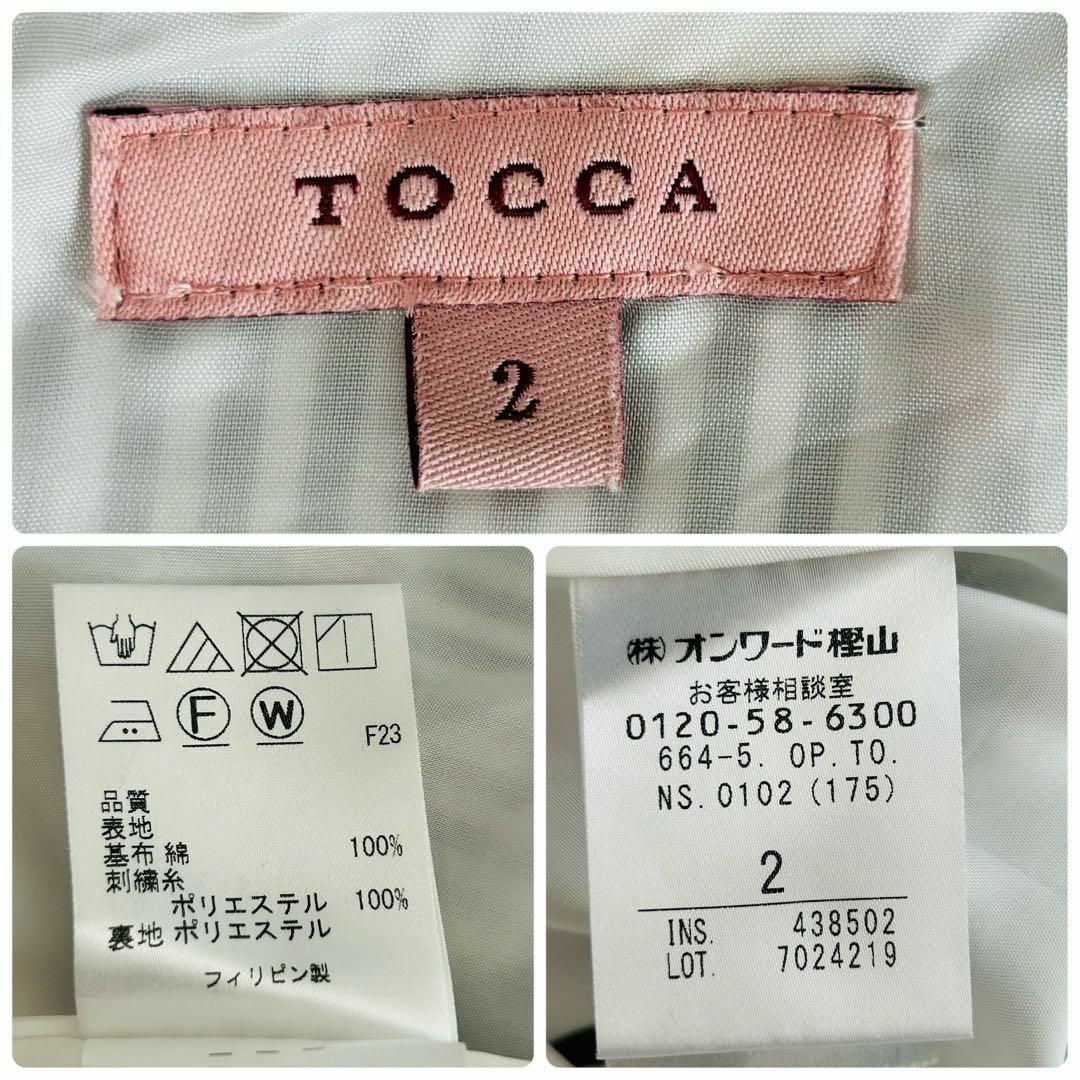 TOCCA
2
F W F23
品質
表地
基布 綿 100%
刺繍糸
ポリエステル 100%
裏地 ポリエステル
フィリピン製
(株)オンワード樫山
お客様相談室
0120-58-6300
664-5. OP. TO.
NS. 0102 (175)
2
INS. 438502
LOT. 7024219